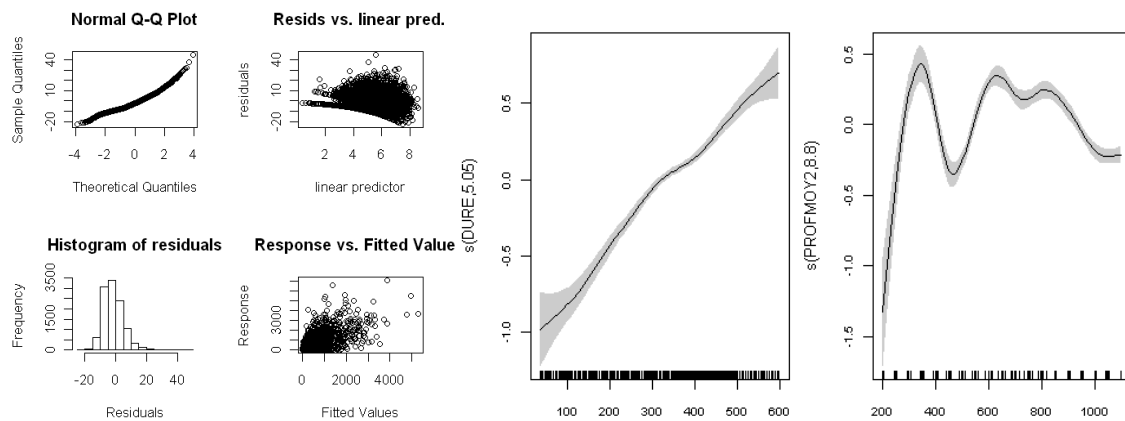 Normal Q-Q Plot
Sample Quantiles
-20 10 40
-4 -2 0 2 4
Theoretical Quantiles
Resids vs. linear pred.
residuals
-20 10 40
2 4 6 8
linear predictor
Histogram of residuals
Frequency
0 1500 3500
-20 0 20 40
Residuals
Response vs. Fitted Value
Response
0 3000
0 2000 4000
Fitted Values
s(DURE,5.05)
-1.0 -0.5 0.0 0.5
100 200 300 400 500 600
s(PROFMOY2,8.8)
-1.5 -1.0 -0.5 0.0 0.5
200 400 600 800 1000